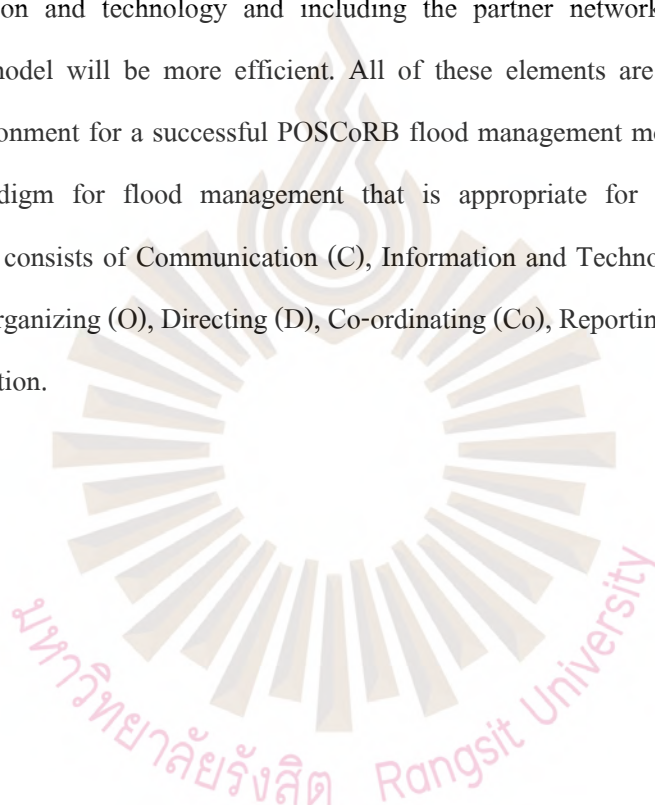 on and technology and including the partner network
model will be more efficient. All of these elements are
onment for a successful POSCoRB flood management m
digm for flood management that is appropriate for
consists of Communication (C), Information and Techno
rganizing (O), Directing (D), Co-ordinating (Co), Reportin
tion.
มหาวิทยาลัยรังสิต Rangsit University